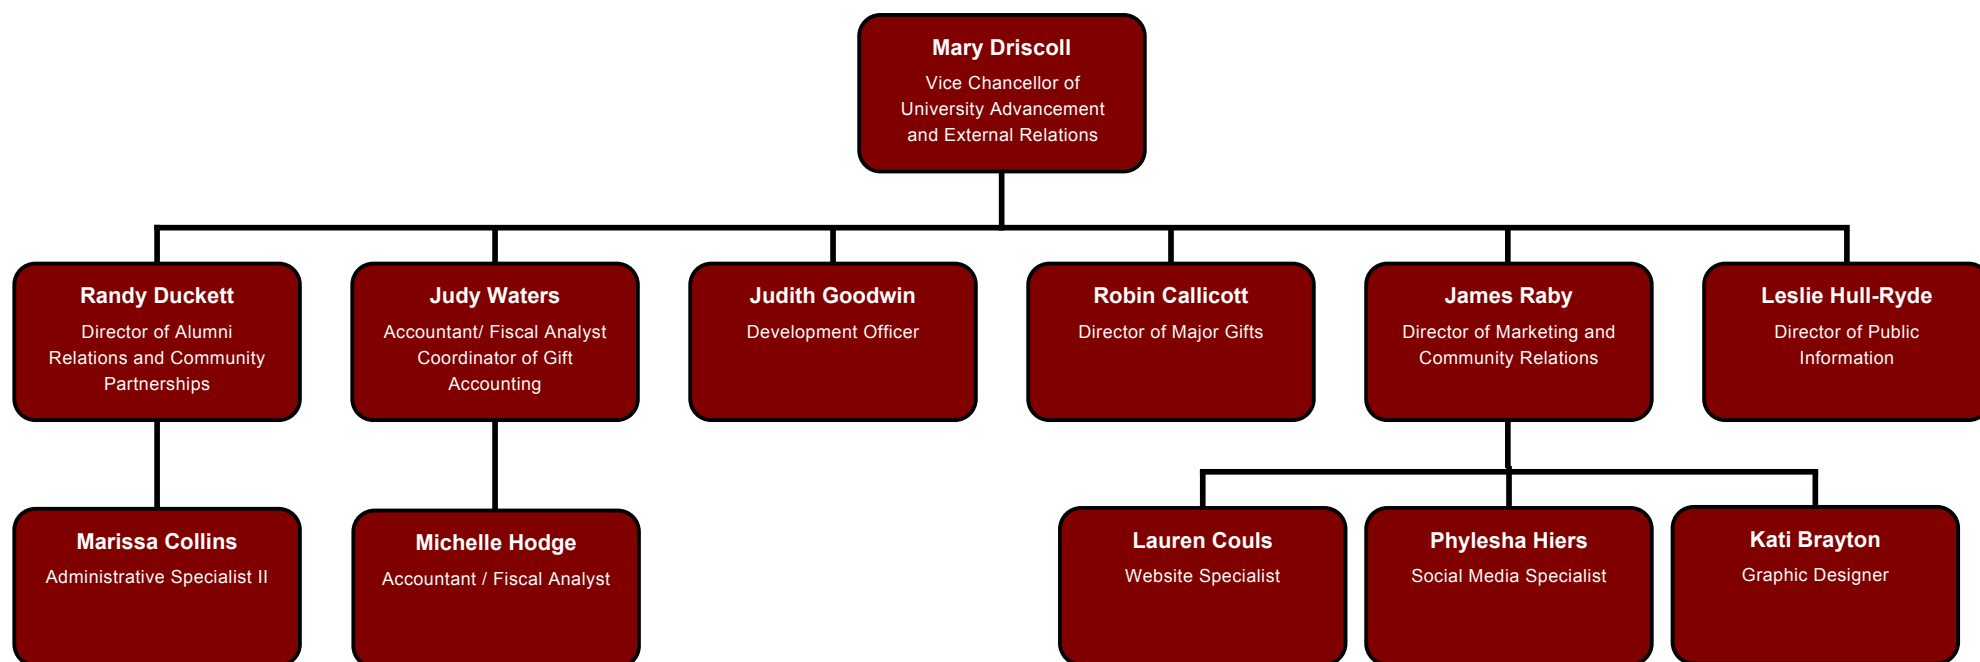 Mary Driscoll
Vice Chancellor of
University Advancement
and External Relations
Randy Duckett
Director of Alumni
Relations and Community
Partnerships
Judy Waters
Accountant/ Fiscal Analyst
Coordinator of Gift
Accounting
Judith Goodwin
Development Officer
Robin Callicott
Director of Major Gifts
James Raby
Director of Marketing and
Community Relations
Leslie Hull-Ryde
Director of Public
Information
Marissa Collins
Administrative Specialist II
Michelle Hodge
Accountant / Fiscal Analyst
Lauren Couls
Website Specialist
Phylesha Hiers
Social Media Specialist
Kati Brayton
Graphic Designer